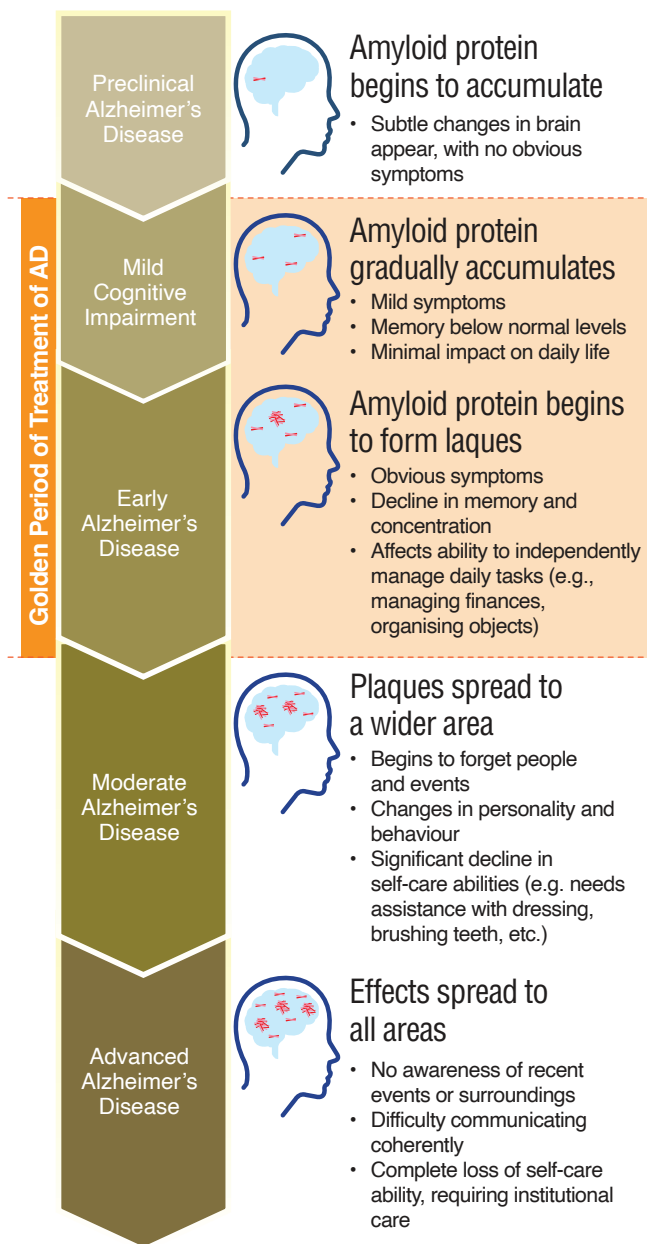 Preclinical
Alzheimer's
Disease
Amyloid protein
begins to accumulate
• Subtle changes in brain
appear, with no obvious
symptoms
Golden Period of Treatment of AD
Mild
Cognitive
Impairment
Amyloid protein
gradually accumulates
• Mild symptoms
• Memory below normal levels
• Minimal impact on daily life
Early
Alzheimer's
Disease
Amyloid protein begins
to form laques
• Obvious symptoms
• Decline in memory and
concentration
• Affects ability to independently
manage daily tasks (e.g.,
managing finances,
organising objects)
Moderate
Alzheimer's
Disease
Plaques spread to
a wider area
• Begins to forget people
and events
• Changes in personality and
behaviour
• Significant decline in
self-care abilities (e.g. needs
assistance with dressing,
brushing teeth, etc.)
Advanced
Alzheimer's
Disease
Effects spread to
all areas
• No awareness of recent
events or surroundings
• Difficulty communicating
coherently
• Complete loss of self-care
ability, requiring institutional
care